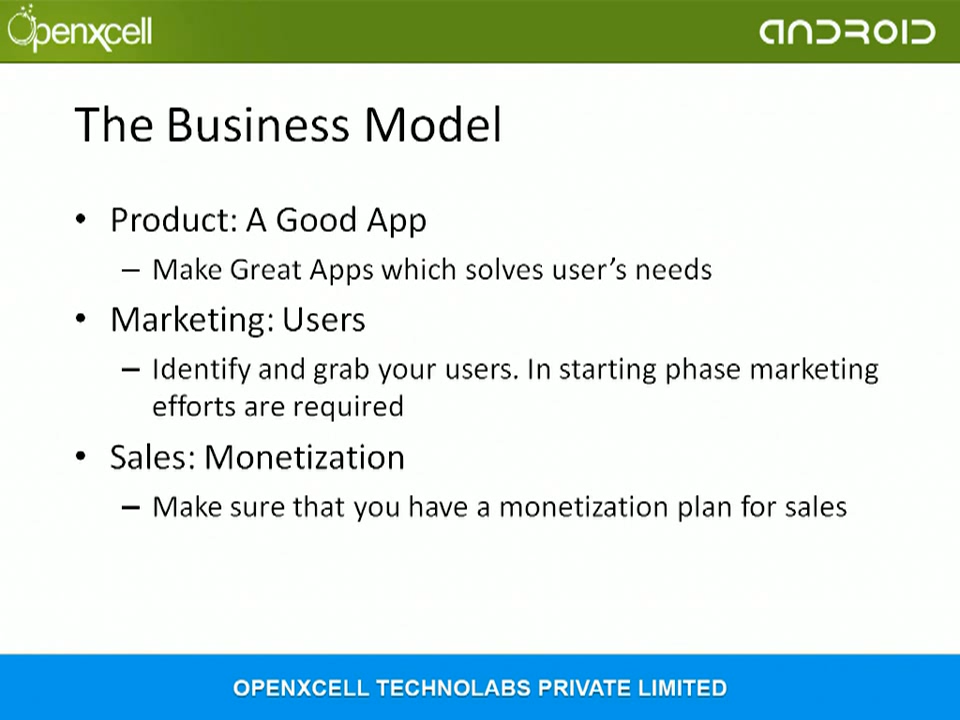 Openxcell
ANDROID
The Business Model
• Product: A Good App
– Make Great Apps which solves user's needs
• Marketing: Users
– Identify and grab your users. In starting phase marketing
efforts are required
• Sales: Monetization
– Make sure that you have a monetization plan for sales
OPENXCELL TECHNOLABS PRIVATE LIMITED